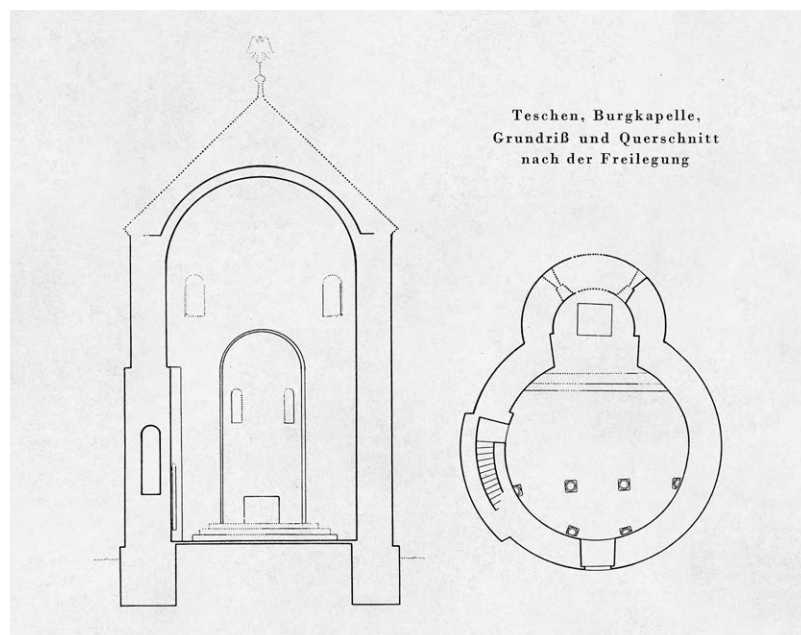 Teschen, Burgkapelle,
Grundriß und Querschnitt
nach der Freilegung